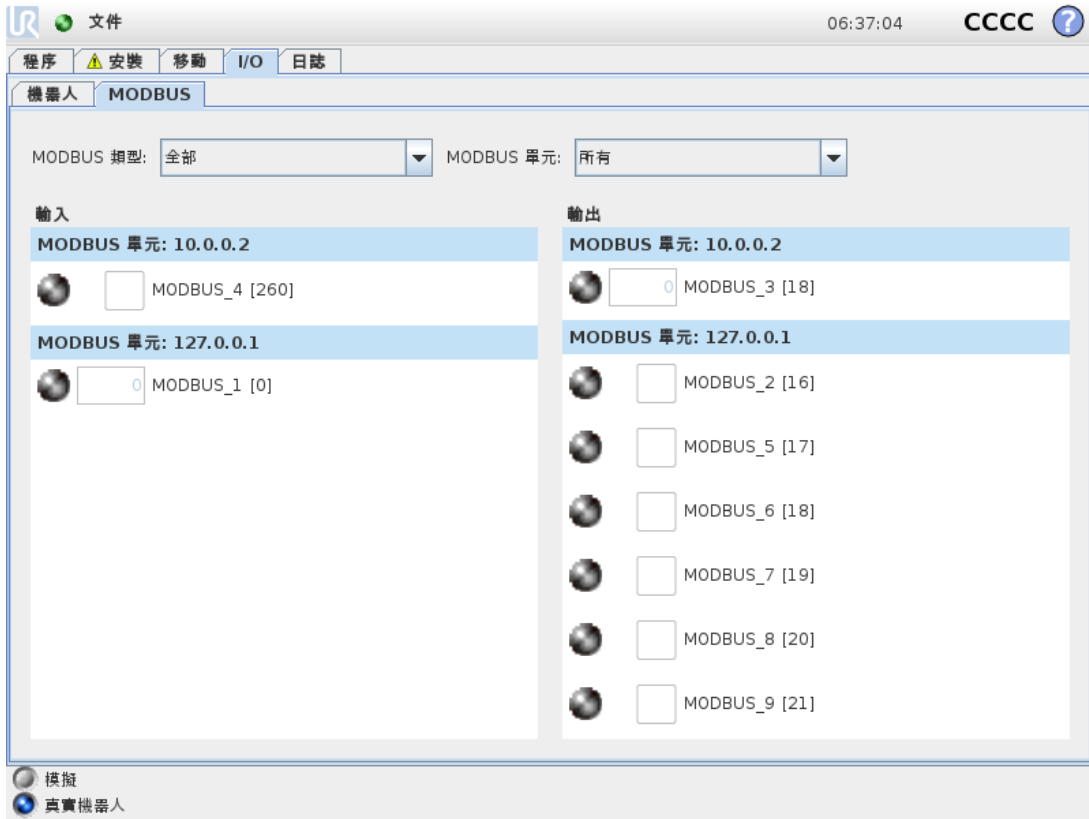 UR 文件 06:37:04 CCCC ?
程序 安裝 移動 I/O 日誌
機器人 MODBUS
MODBUS 類型: 全部 MODBUS 單元: 所有
輸入
MODBUS 單元: 10.0.0.2
MODBUS_4 [260]
MODBUS 單元: 127.0.0.1
0 MODBUS_1 [0]
輸出
MODBUS 單元: 10.0.0.2
0 MODBUS_3 [18]
MODBUS 單元: 127.0.0.1
MODBUS_2 [16]
MODBUS_5 [17]
MODBUS_6 [18]
MODBUS_7 [19]
MODBUS_8 [20]
MODBUS_9 [21]
模擬
真實機器人